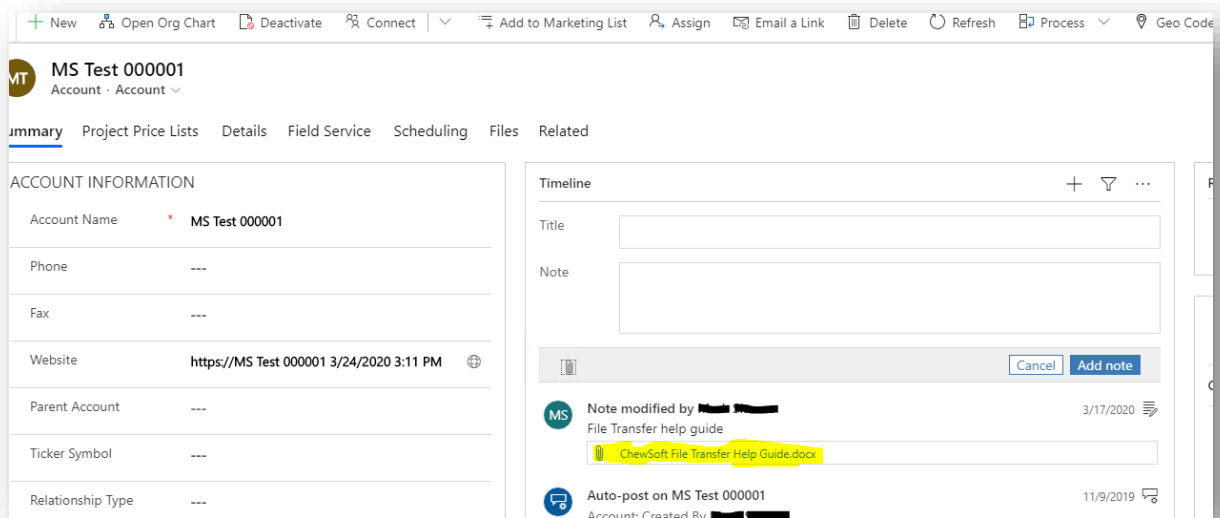 New Open Org Chart Deactivate Connect Add to Marketing List Assign Email a Link Delete Refresh Process Geo Code
MT
MS Test 000001
Account · Account
ummary Project Price Lists Details Field Service Scheduling Files Related
ACCOUNT INFORMATION
Account Name * MS Test 000001
Phone ---
Fax ---
Website https://MS Test 000001 3/24/2020 3:11 PM
Parent Account ---
Ticker Symbol ---
Relationship Type ---
Timeline
Title
Note
Cancel Add note
MS
Note modified by
3/17/2020
File Transfer help guide
ChewSoft File Transfer Help Guide.docx
Auto-post on MS Test 000001
11/9/2019
Account: Created By